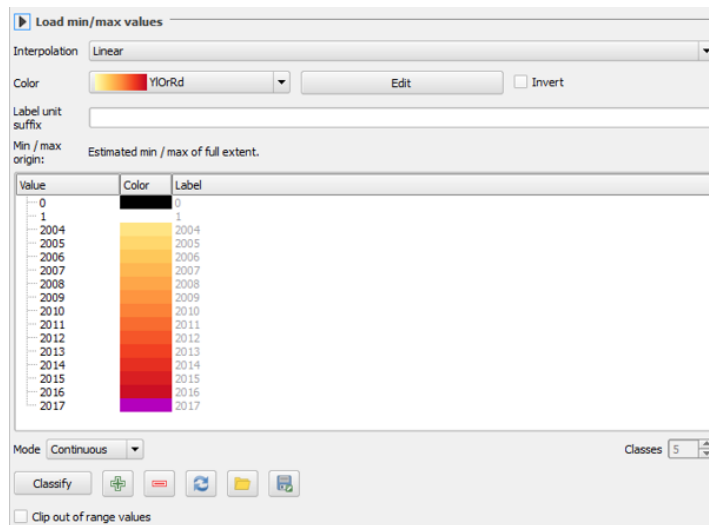 Load min/max values
Interpolation Linear
Color YlOrRd Edit Invert
Label unit suffix
Min / max origin: Estimated min / max of full extent.
Value Color Label
0 0
1 1
2004 2004
2005 2005
2006 2006
2007 2007
2008 2008
2009 2009
2010 2010
2011 2011
2012 2012
2013 2013
2014 2014
2015 2015
2016 2016
2017 2017
Mode Continuous Classes 5
Classify
Clip out of range values